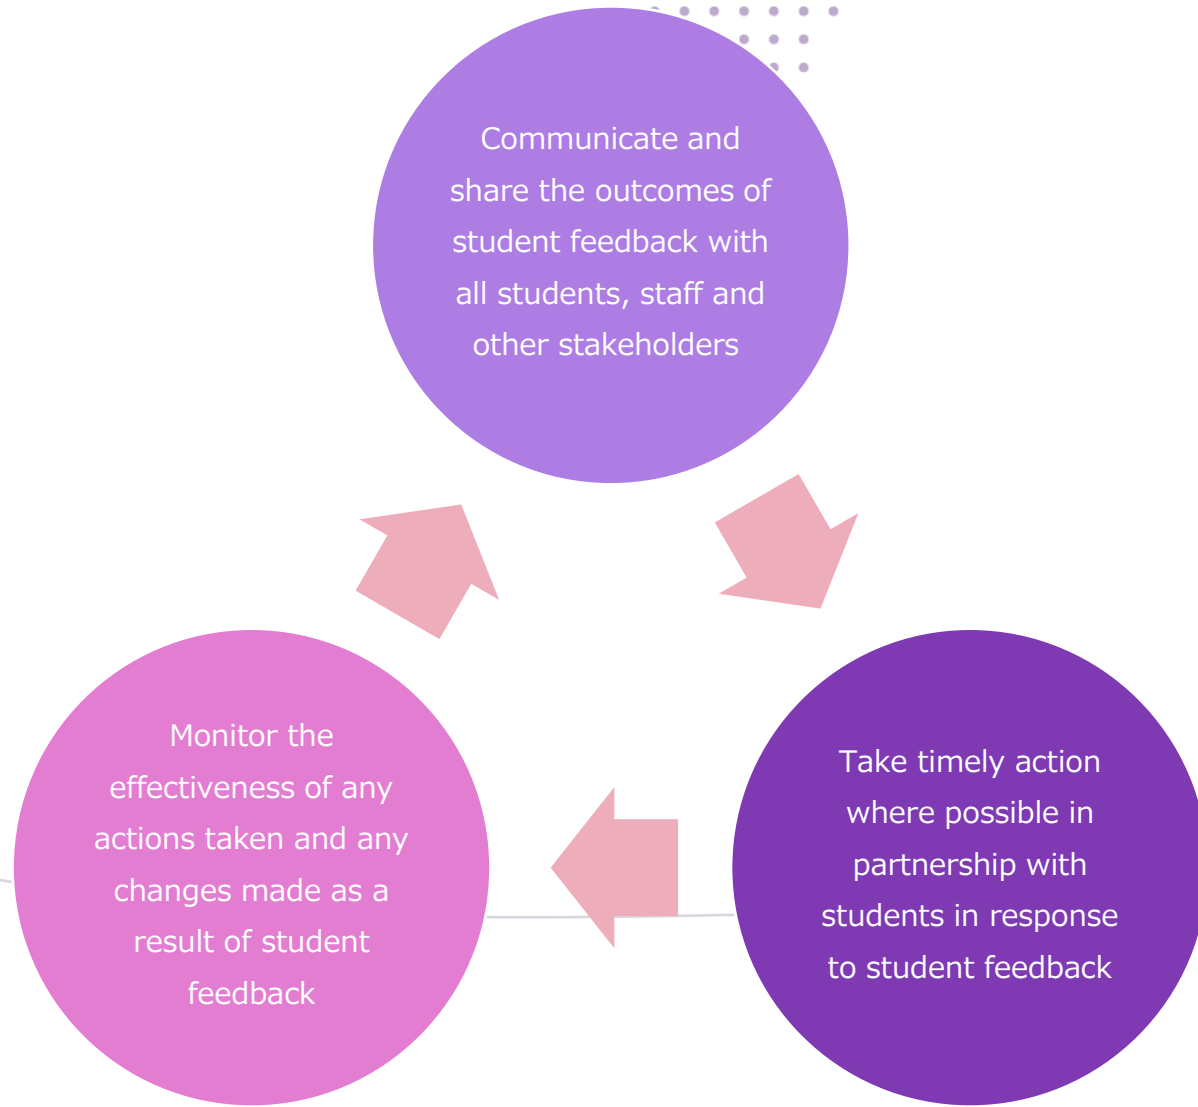 Communicate and
share the outcomes of
student feedback with
all students, staff and
other stakeholders
Take timely action
where possible in
partnership with
students in response
to student feedback
Monitor the
effectiveness of any
actions taken and any
changes made as a
result of student
feedback